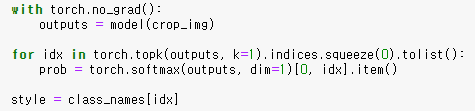 with torch.no_grad():
    outputs = model(crop_img)

for idx in torch.topk(outputs, k=1).indices.squeeze(0).tolist():
    prob = torch.softmax(outputs, dim=1)[0, idx].item()

style = class_names[idx]